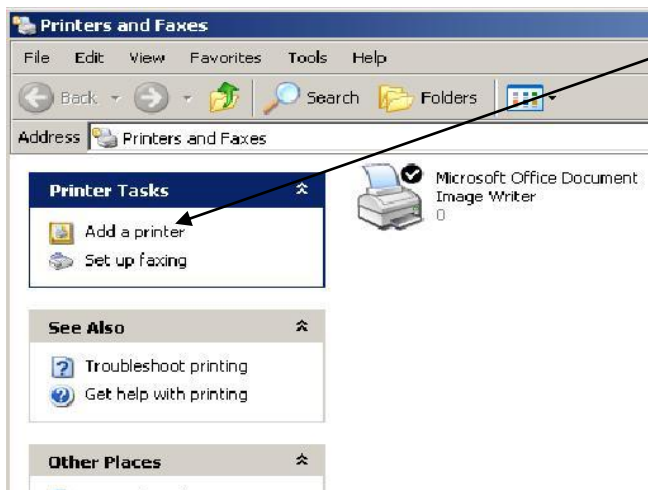 Printers and Faxes
File Edit View Favorites Tools Help
Back Search Folders
Address Printers and Faxes
Printer Tasks
Add a printer
Set up faxing
Microsoft Office Document
Image Writer
0
See Also
Troubleshoot printing
Get help with printing
Other Places